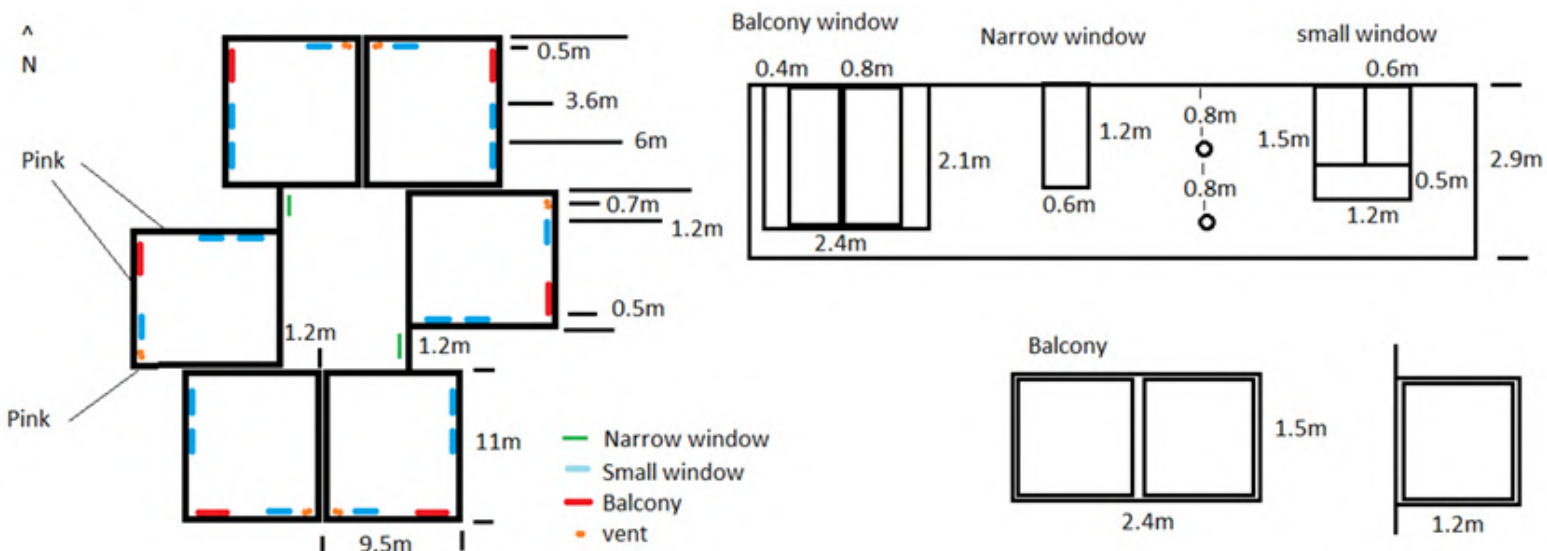 ^
N
Pink
Pink
0.5m
3.6m
6m
0.7m
1.2m
0.5m
1.2m
1.2m
11m
9.5m
Narrow window
Small window
Balcony
vent
Balcony window
Narrow window
small window
0.4m
0.8m
0.6m
2.1m
2.4m
1.2m
0.6m
0.8m
0.8m
1.5m
0.5m
1.2m
2.9m
Balcony
1.5m
2.4m
1.2m